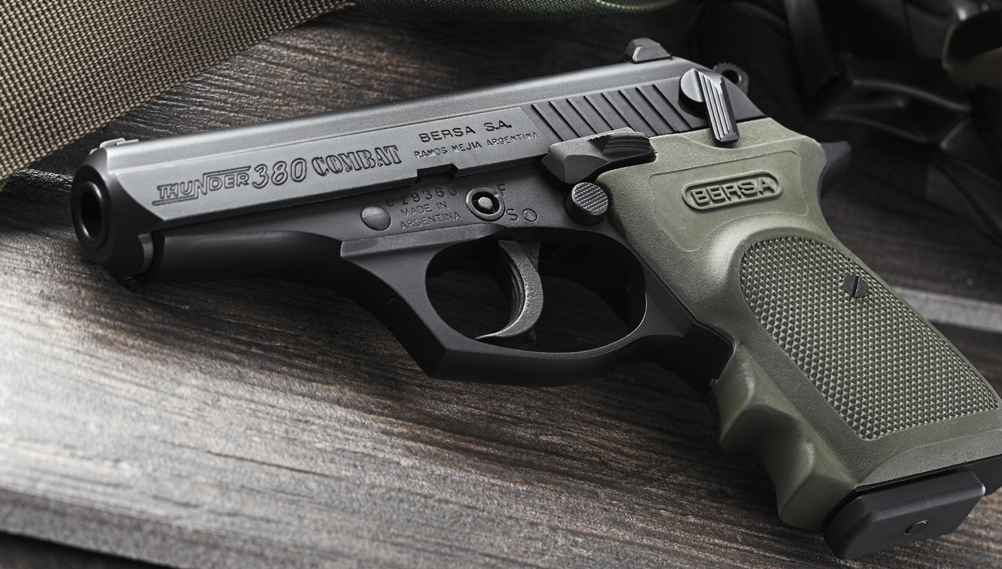 THUNDER 380 COMBAT
BERSA S.A.
RAMOS MEJIA ARGENTINA
MADE IN
ARGENTINA
F
S
BERSA